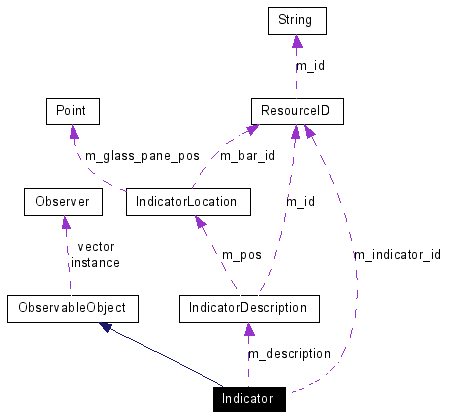 String
m_id
Point
ResourceID
m_glass_pane_pos
m_bar_id
Observer
IndicatorLocation
m_id
vector
instance
m_pos
m_indicator_id
ObservableObject
IndicatorDescription
m_description
Indicator